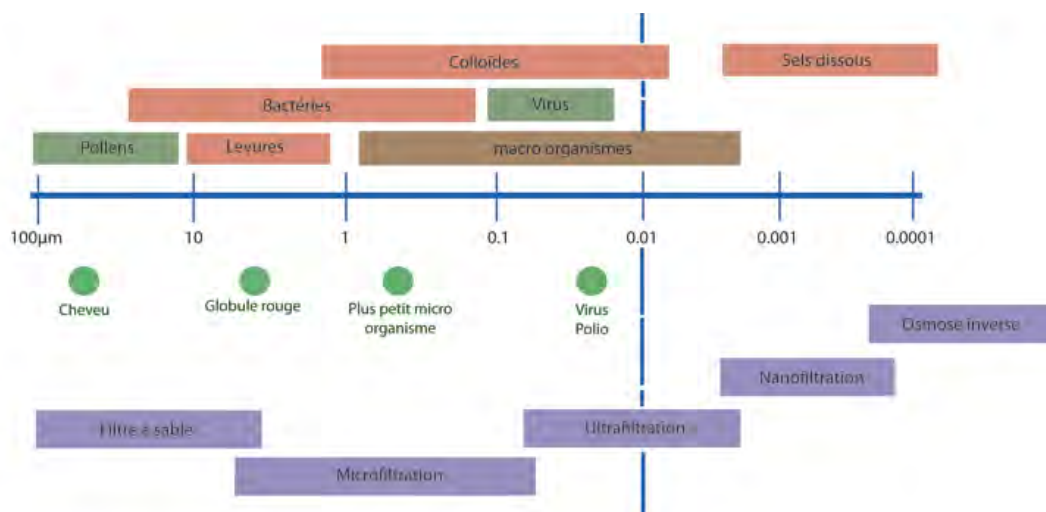 Colloïdes
Sels dissous
Bactéries
Virus
Pollens
Levures
macro organismes
100µm
10
1
0.1
0.01
0.001
0.0001
Cheveu
Globule rouge
Plus petit micro
organisme
Virus
Polio
Osmose inverse
Nanofiltration
Filtre à sable
Ultrafiltration
Microfiltration